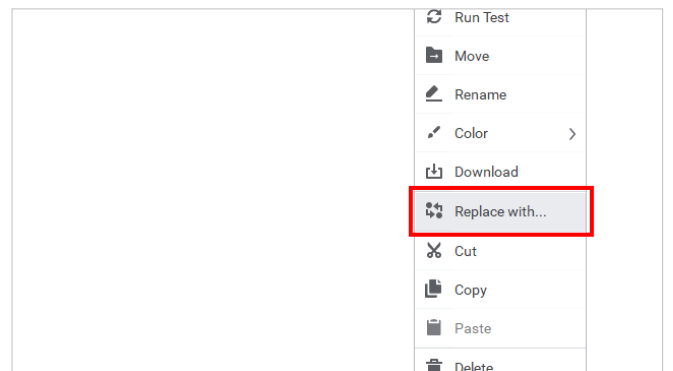 Run Test
Move
Rename
Color
Download
Replace with...
Cut
Copy
Paste
Delete